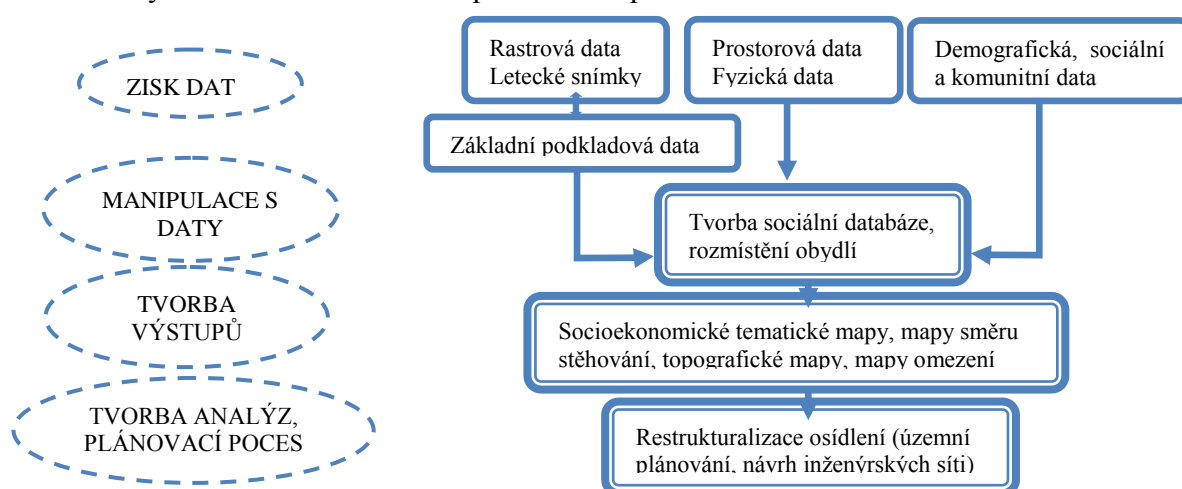 ZISK DAT
Rastrová data
Letecké snímky
Prostorová data
Fyzická data
Demografická, sociální
a komunitní data
Základní podkladová data
MANIPULACE S
DATY
Tvorba sociální databáze,
rozmístění obydlí
TVORBA
VÝSTUPŮ
Socioekonomické tematické mapy, mapy směru
stěhování, topografické mapy, mapy omezení
TVORBA ANALÝZ,
PLÁNOVACÍ POCES
Restrukturalizace osídlení (územní
plánování, návrh inženýrských síti)